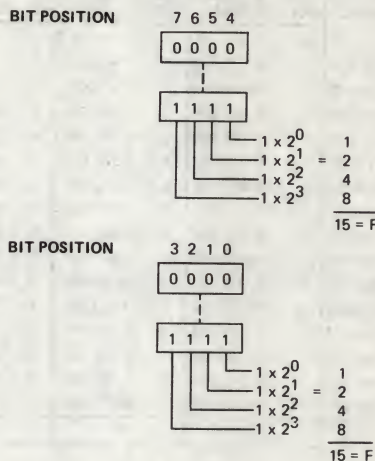 BIT POSITION 7 6 5 4
0 0 0 0
1 1 1 1
1 x 2^0 1
1 x 2^1 = 2
1 x 2^2 4
1 x 2^3 8
15 = F
BIT POSITION 3 2 1 0
0 0 0 0
1 1 1 1
1 x 2^0 1
1 x 2^1 = 2
1 x 2^2 4
1 x 2^3 8
15 = F